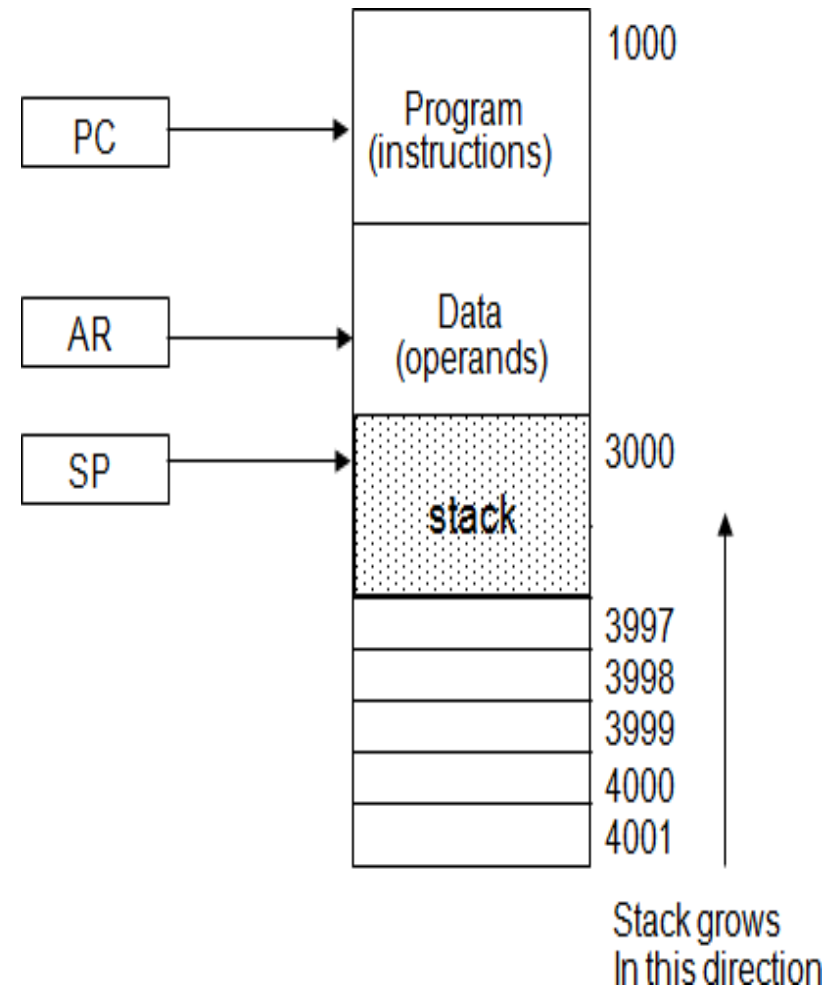 1000
Program
(instructions)
PC
Data
(operands)
AR
3000
SP
stack
3997
3998
3999
4000
4001
Stack grows
In this direction